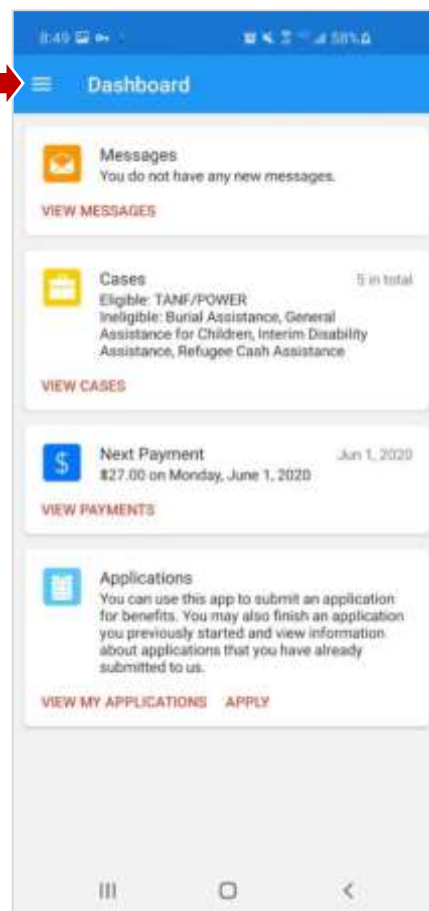 8:49
58%
Dashboard
Messages
You do not have any new messages.
VIEW MESSAGES
Cases 5 in total
Eligible: TANF/POWER
Ineligible: Burial Assistance, General
Assistance for Children, Interim Disability
Assistance, Refugee Cash Assistance
VIEW CASES
Next Payment Jun 1, 2020
$27.00 on Monday, June 1, 2020
VIEW PAYMENTS
Applications
You can use this app to submit an application
for benefits. You may also finish an application
you previously started and view information
about applications that you have already
submitted to us.
VIEW MY APPLICATIONS APPLY